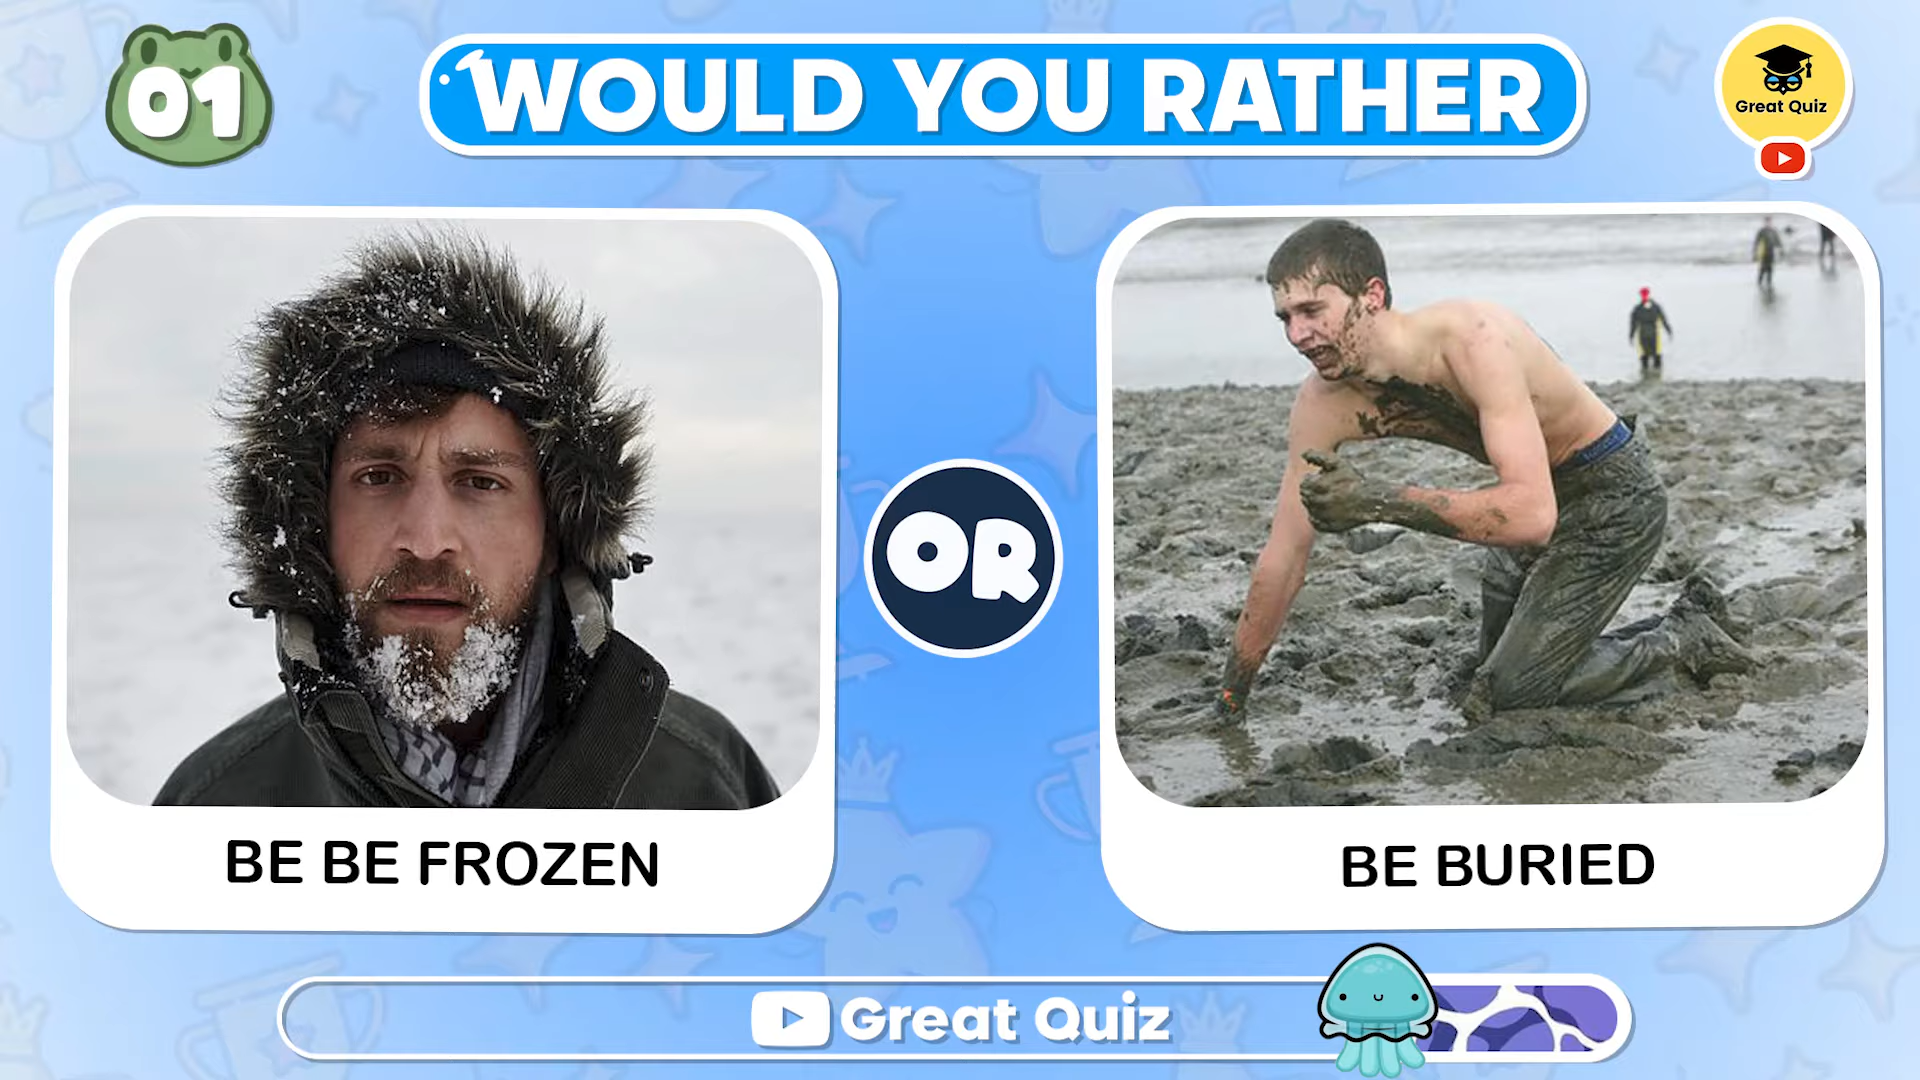 01
WOULD YOU RATHER
Great Quiz
OR
BE BE FROZEN
BE BURIED
Great Quiz